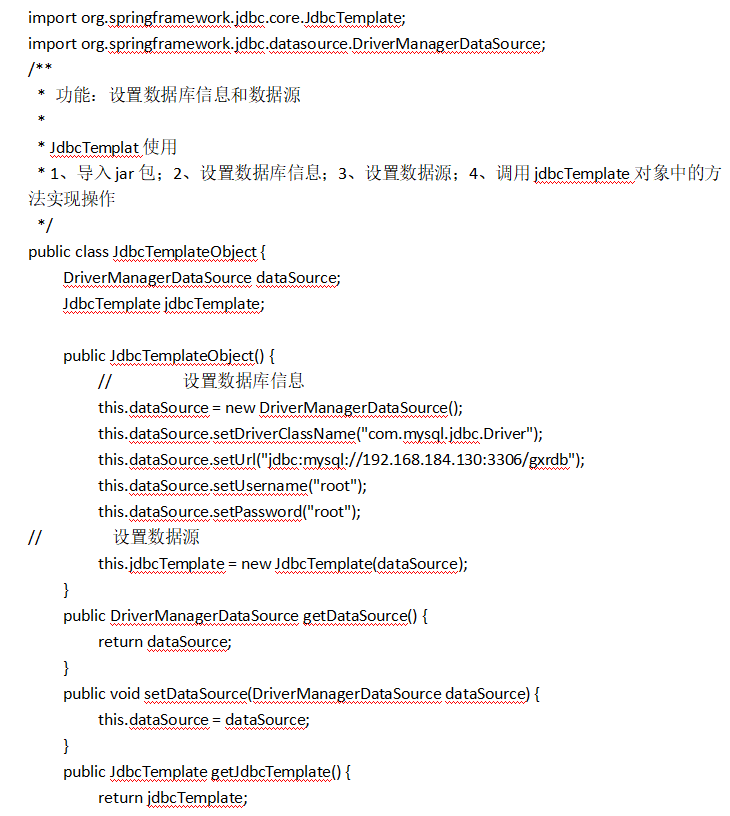 import org.springframework.jdbc.core.JdbcTemplate;
import org.springframework.jdbc.datasource.DriverManagerDataSource;
/**
 * 功能：设置数据库信息和数据源
 *
 * JdbcTemplat 使用
 * 1、导入 jar 包；2、设置数据库信息；3、设置数据源；4、调用 jdbcTemplate 对象中的方
法实现操作
 */
public class JdbcTemplateObject {
    DriverManagerDataSource dataSource;
    JdbcTemplate jdbcTemplate;

    public JdbcTemplateObject() {
        //        设置数据库信息
        this.dataSource = new DriverManagerDataSource();
        this.dataSource.setDriverClassName("com.mysql.jdbc.Driver");
        this.dataSource.setUrl("jdbc:mysql://192.168.184.130:3306/gxrdb");
        this.dataSource.setUsername("root");
        this.dataSource.setPassword("root");
//        设置数据源
        this.jdbcTemplate = new JdbcTemplate(dataSource);
    }
    public DriverManagerDataSource getDataSource() {
        return dataSource;
    }
    public void setDataSource(DriverManagerDataSource dataSource) {
        this.dataSource = dataSource;
    }
    public JdbcTemplate getJdbcTemplate() {
        return jdbcTemplate;